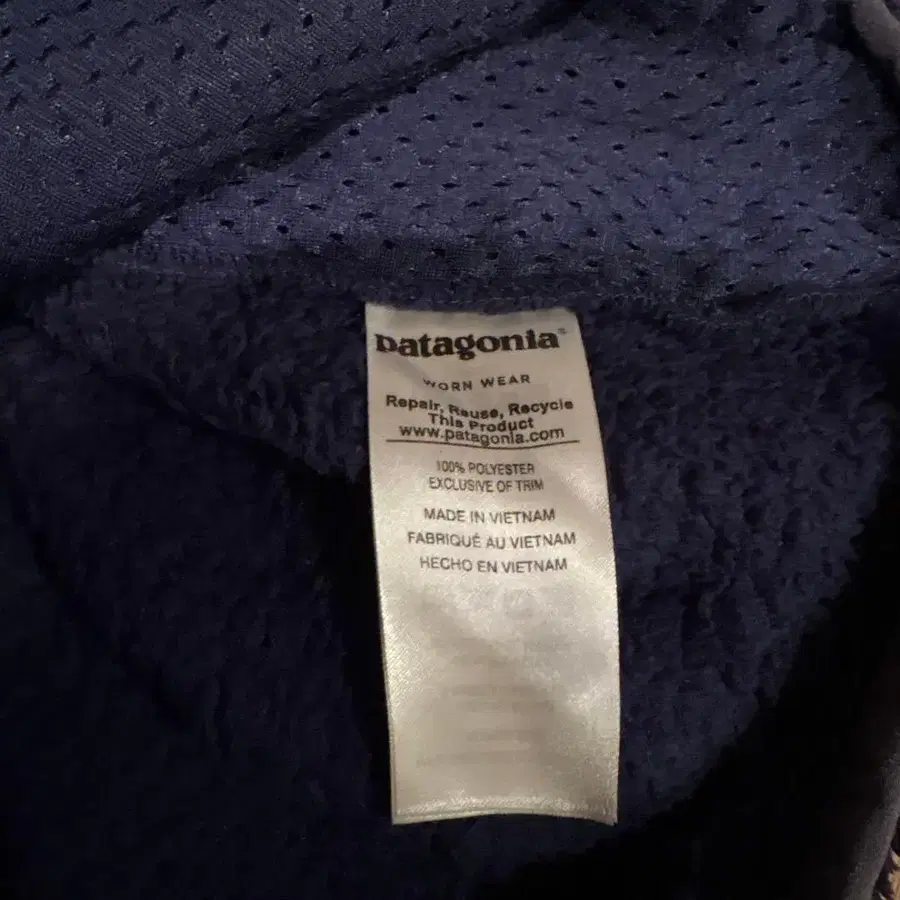 patagonia®
WORN WEAR
Repair, Reuse, Recycle
This Product
www.patagonia.com
100% POLYESTER
EXCLUSIVE OF TRIM
MADE IN VIETNAM
FABRIQUÉ AU VIETNAM
HECHO EN VIETNAM